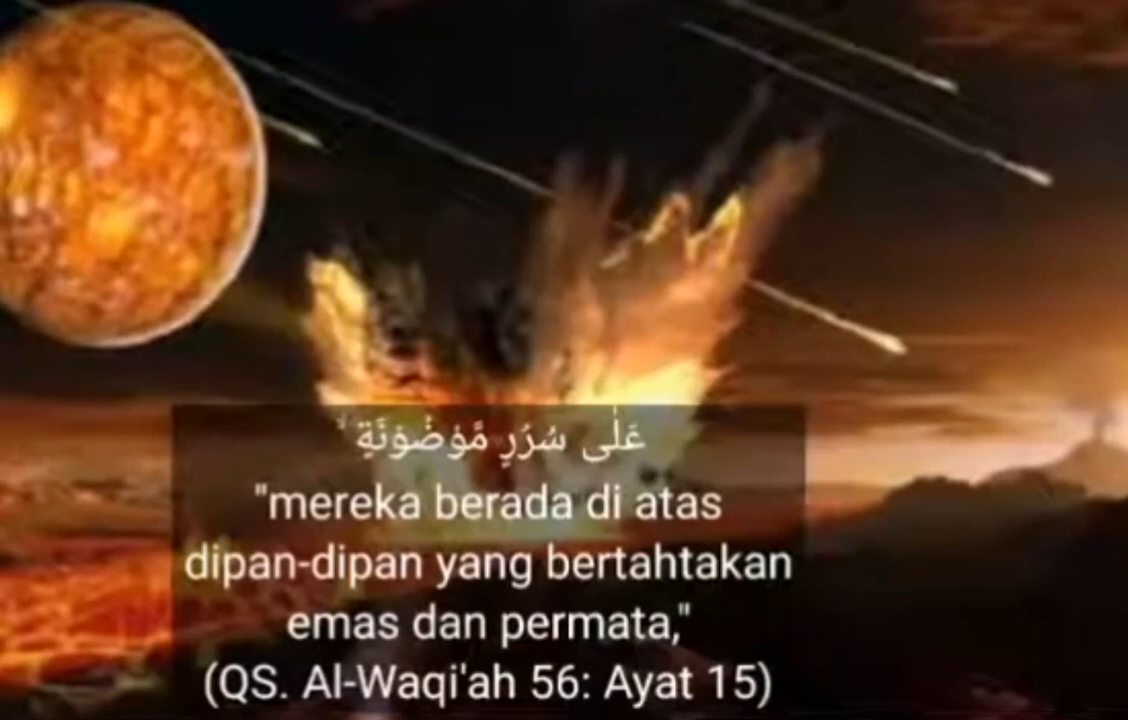 عَلٰى سُرُرٍ مَّوْضُوْنَةٍ ۙ
"mereka berada di atas
dipan-dipan yang bertahtakan
emas dan permata,"
(QS. Al-Waqi'ah 56: Ayat 15)